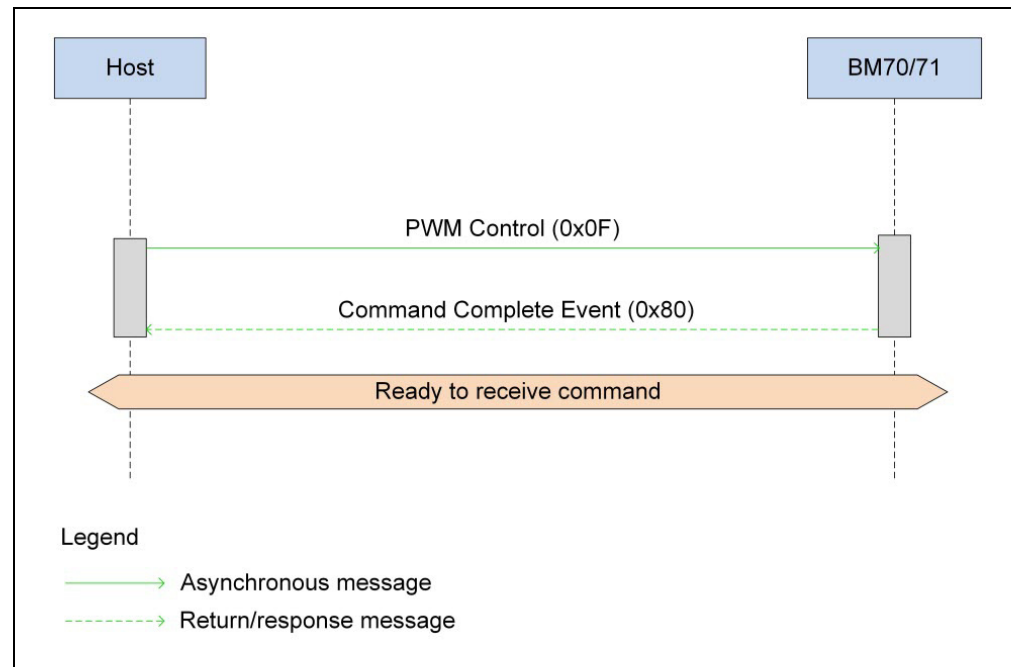 Host
BM70/71
PWM Control (0x0F)
Command Complete Event (0x80)
Ready to receive command
Legend
Asynchronous message
Return/response message